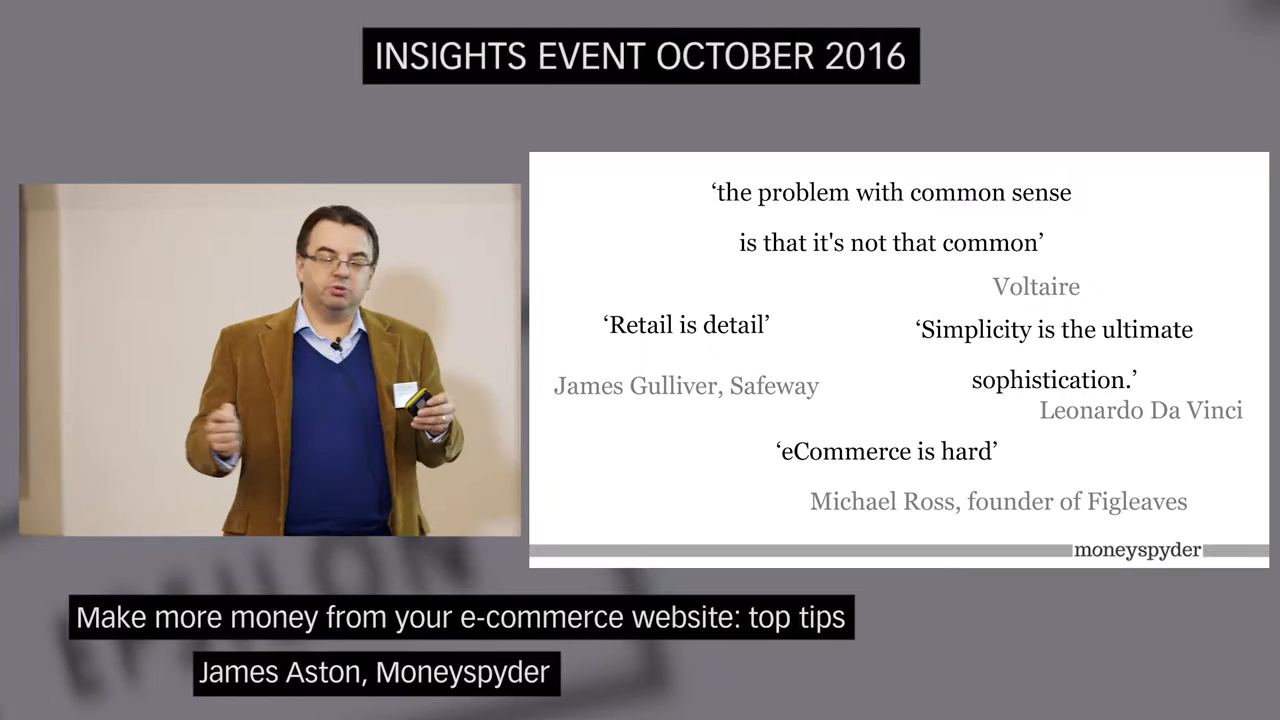 INSIGHTS EVENT OCTOBER 2016
‘the problem with common sense
is that it's not that common’
Voltaire
‘Retail is detail’
James Gulliver, Safeway
‘Simplicity is the ultimate
sophistication.’
Leonardo Da Vinci
‘eCommerce is hard’
Michael Ross, founder of Figleaves
moneyspyder
EPHILON
Make more money from your e-commerce website: top tips
James Aston, Moneyspyder